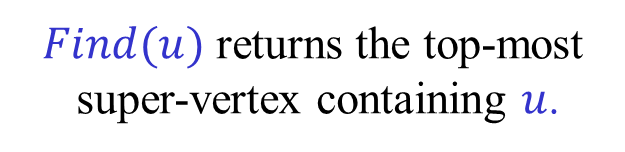 Find(u) returns the top-most
super-vertex containing u.